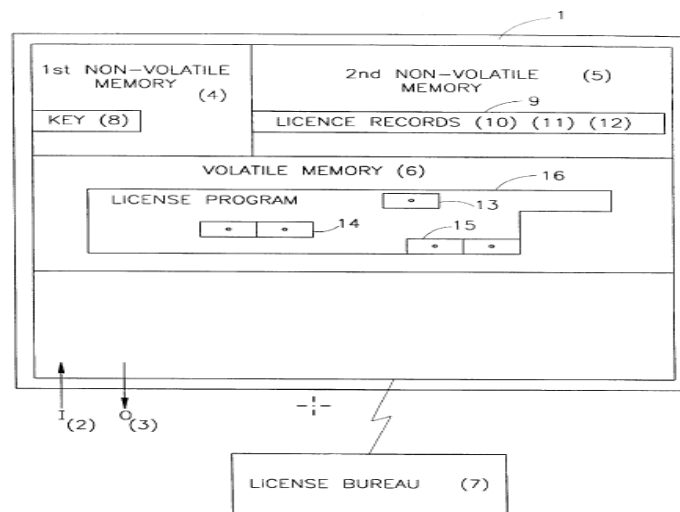 1
1st NON-VOLATILE
MEMORY
(4)
2nd NON-VOLATILE (5)
MEMORY
9
KEY (8)
LICENCE RECORDS (10) (11) (12)
VOLATILE MEMORY (6)
16
LICENSE PROGRAM
13
14
15
I (2)
O (3)
LICENSE BUREAU (7)